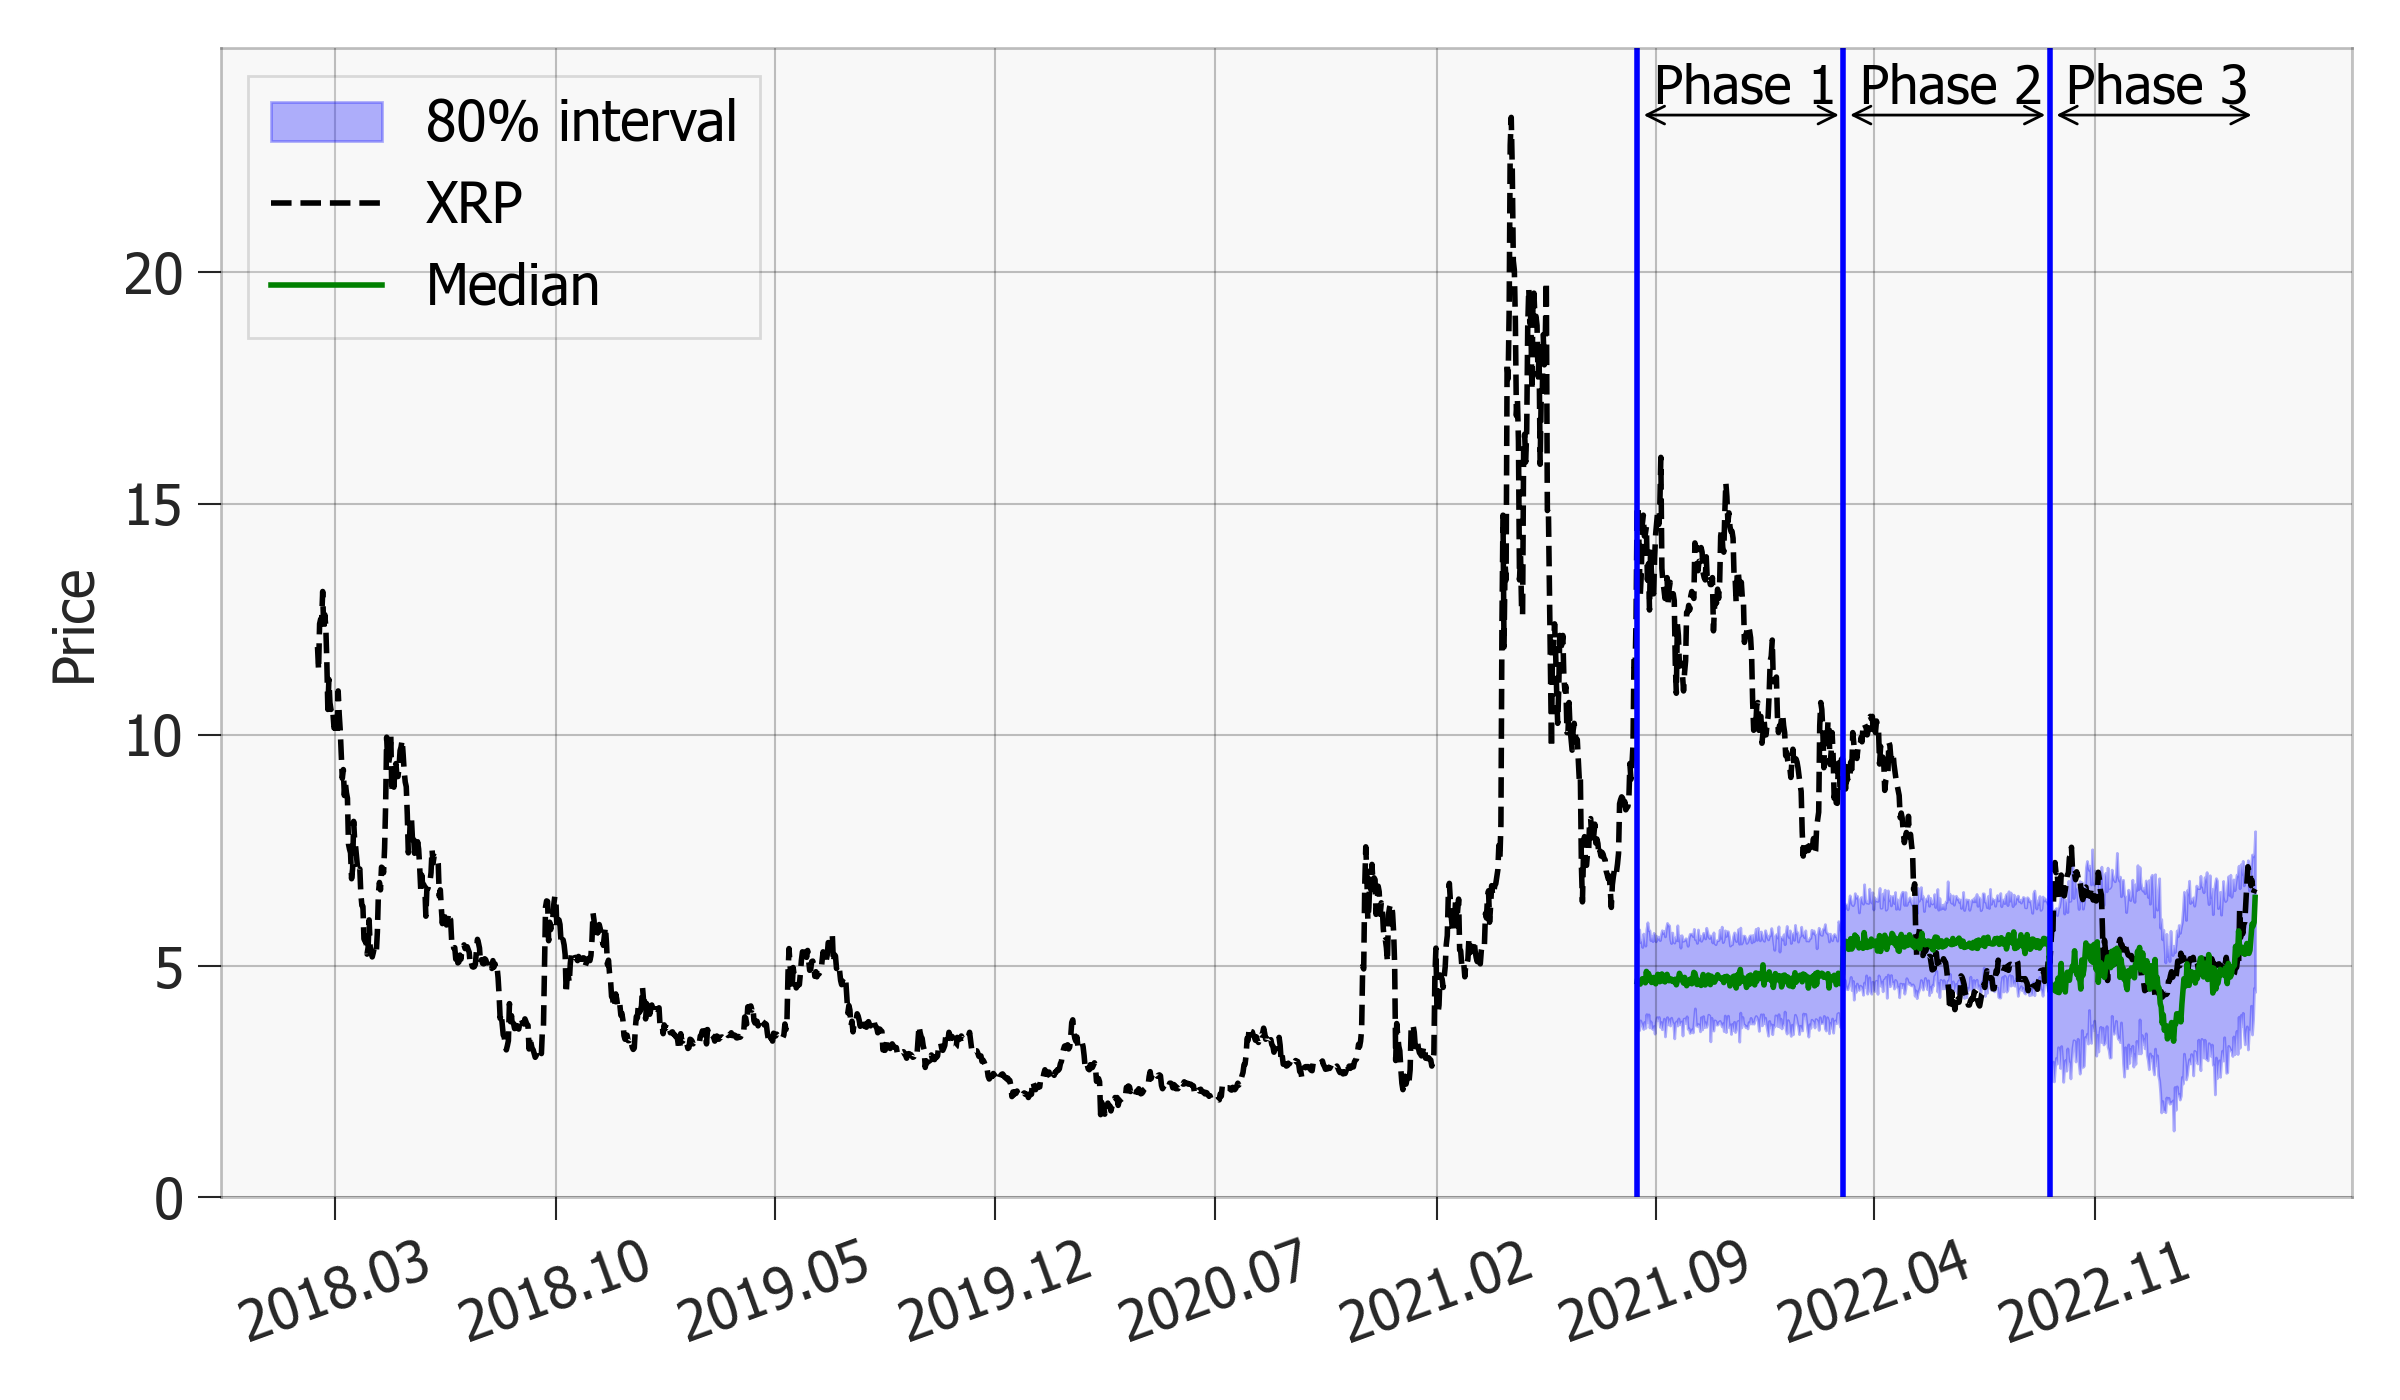 80% interval
XRP
Median
Phase 1
Phase 2
Phase 3
Price
20
15
10
5
0
2018.03
2018.10
2019.05
2019.12
2020.07
2021.02
2021.09
2022.04
2022.11